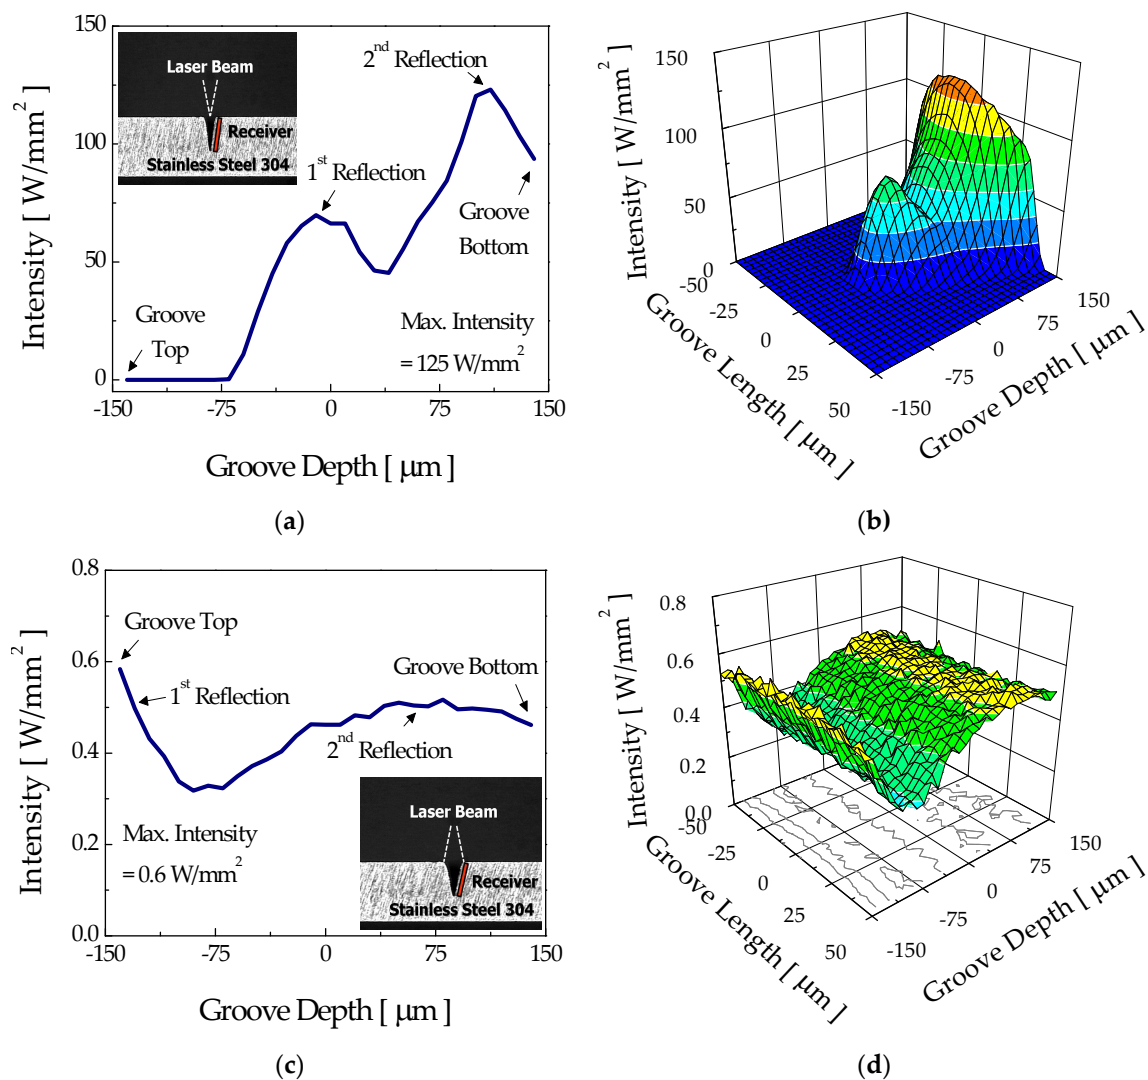 150
100
50
0
Intensity [ W/mm²]
Laser Beam
Receiver
Stainless Steel 304
2nd Reflection
1st Reflection
Groove
Bottom
Groove
Top
Max. Intensity
= 125 W/mm²
-150 -75 0 75 150
Groove Depth [ μm ]
(a)
150
100
50
0
Intensity [ W/mm²]
-50
-25
0
25
50
Groove Length [ μm ]
-150
-75
0
75
150
Groove Depth [ μm ]
(b)
0.8
0.6
0.4
0.2
0.0
Intensity [ W/mm²]
Groove Top
1st Reflection
Groove Bottom
2nd Reflection
Max. Intensity
= 0.6 W/mm²
Laser Beam
Receiver
Stainless Steel 304
-150 -75 0 75 150
Groove Depth [ μm ]
(c)
0.8
0.6
0.4
0.2
0.0
Intensity [ W/mm²]
-50
-25
0
25
50
Groove Length [ μm ]
-150
-75
0
75
150
Groove Depth [ μm ]
(d)